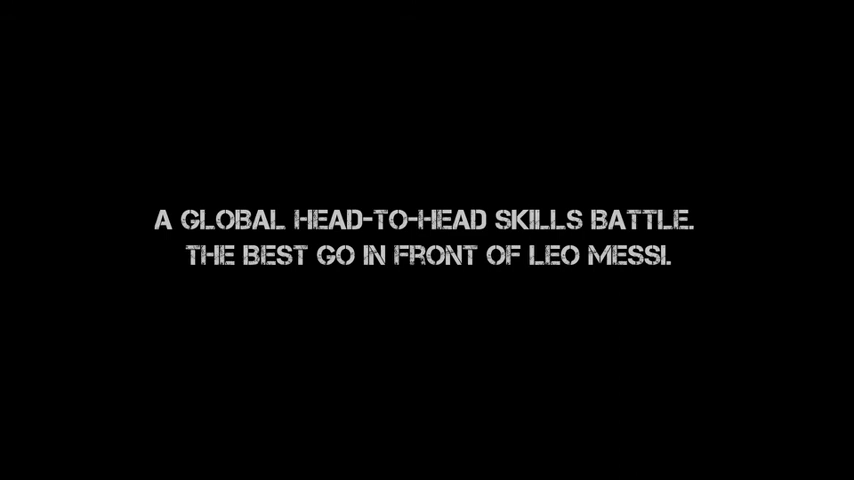 A GLOBAL HEAD-TO-HEAD SKILLS BATTLE.
THE BEST GO IN FRONT OF LEO MESSI.